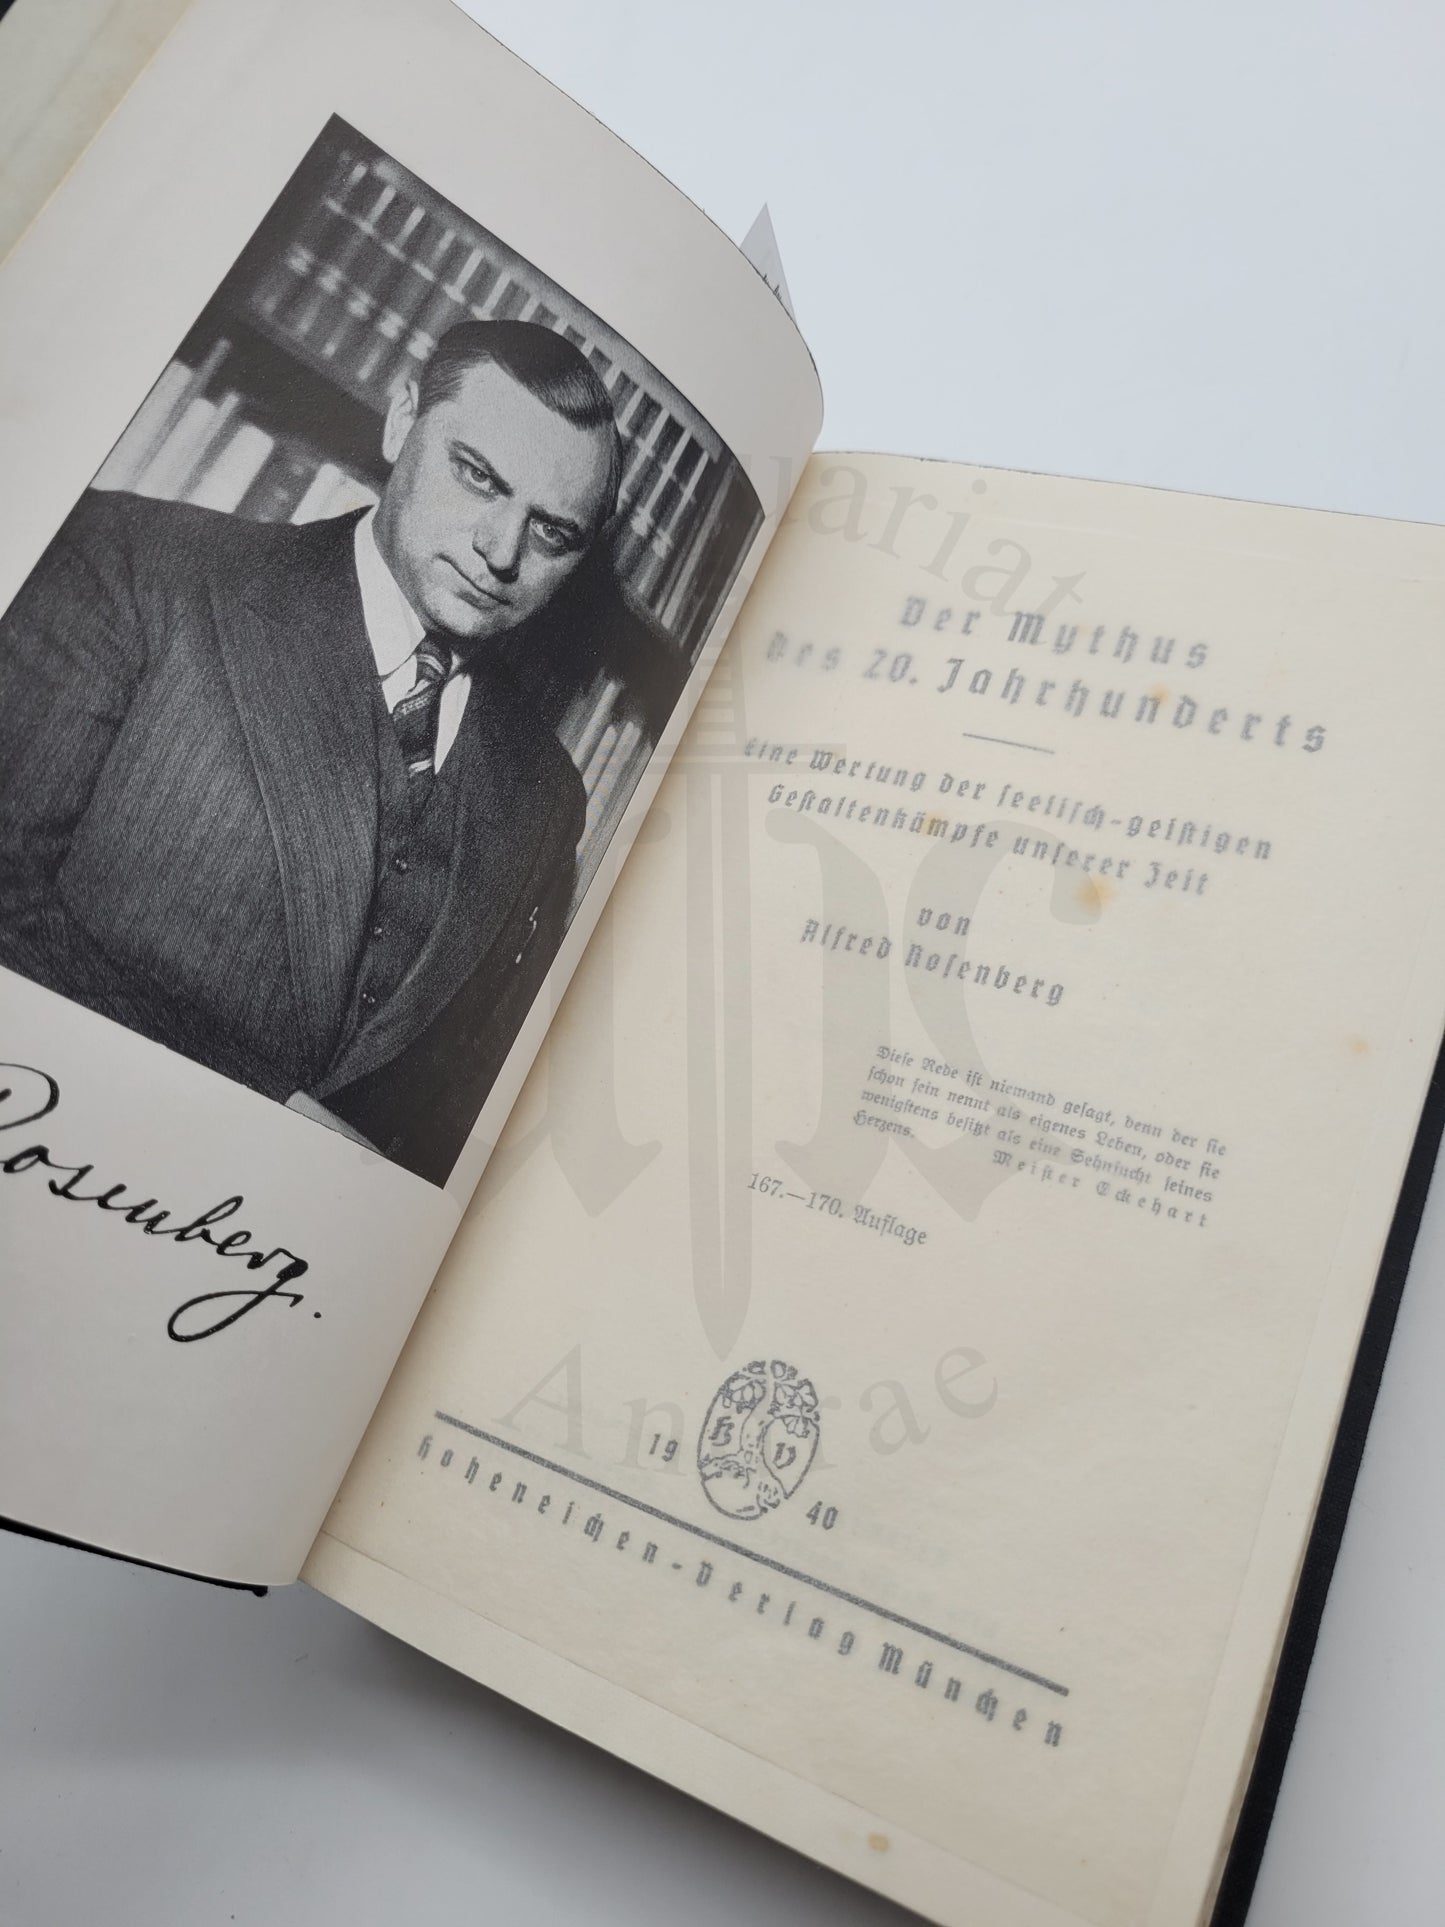 Rosenberg.
Der Mythus
des 20. Jahrhunderts
Eine Wertung der seelisch-geistigen
Gestaltenkämpfe unserer Zeit
von
Alfred Rosenberg
Diese Rede ist niemand gesagt, denn der sie
schon sein nennt als eigenes Leben, oder sie
wenigstens besitzt als eine Sehnsucht seines
Herzens.
Meister Eckehart
167.—170. Auflage
H V
19 40
Hoheneichen-Verlag München